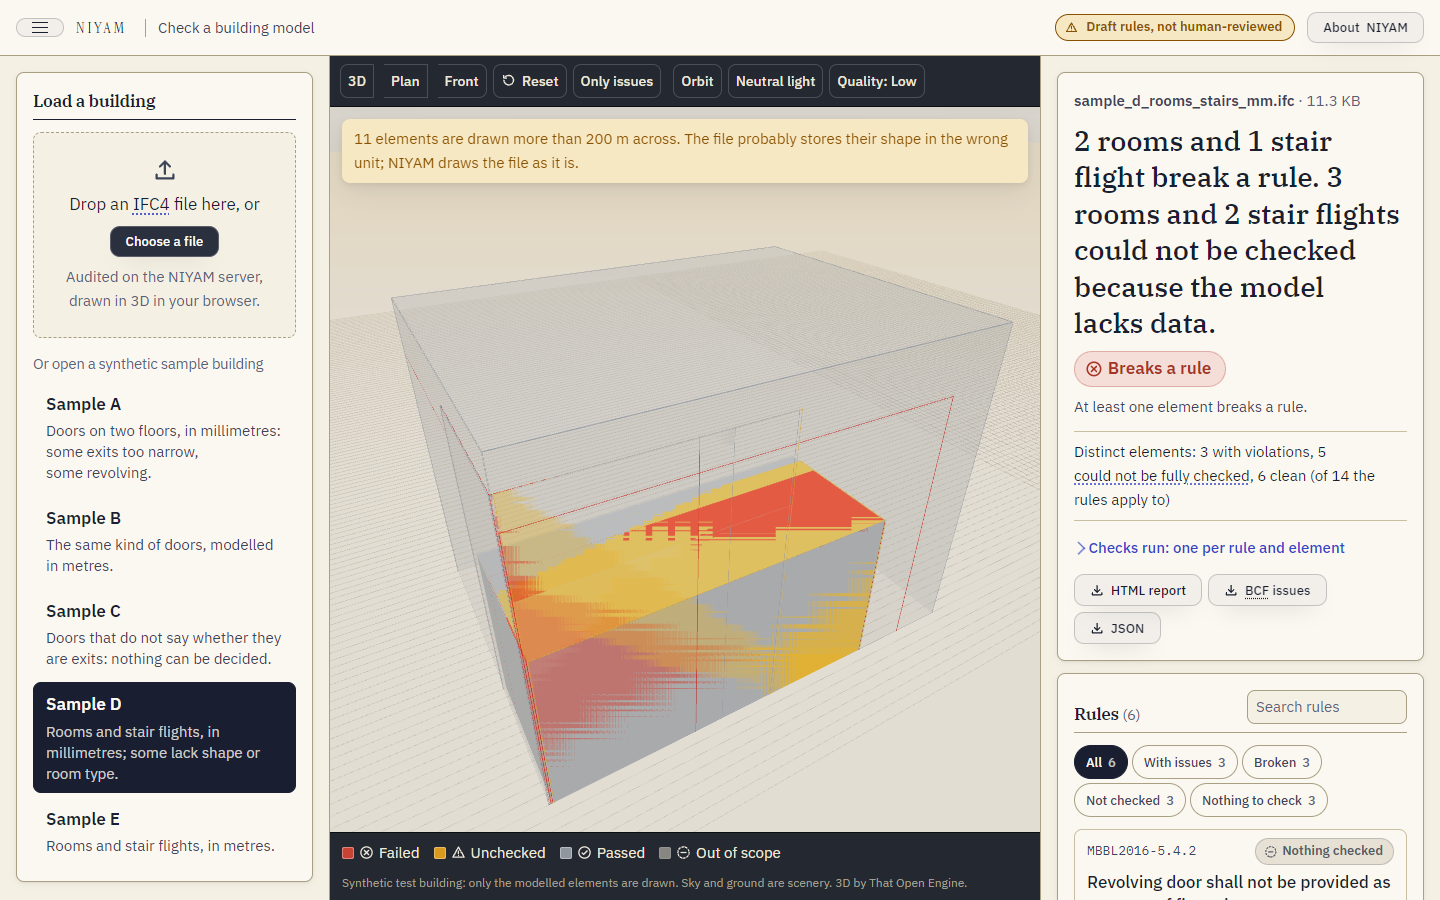 NIYAM
Check a building model
Draft rules, not human-reviewed
About NIYAM
Load a building
Drop an IFC4 file here, or
Choose a file
Audited on the NIYAM server,
drawn in 3D in your browser.
Or open a synthetic sample building
Sample A
Doors on two floors, in millimetres:
some exits too narrow,
some revolving.
Sample B
The same kind of doors, modelled
in metres.
Sample C
Doors that do not say whether they
are exits: nothing can be decided.
Sample D
Rooms and stair flights, in
millimetres; some lack shape or
room type.
Sample E
Rooms and stair flights, in metres.
3D
Plan
Front
Reset
Only issues
Orbit
Neutral light
Quality: Low
11 elements are drawn more than 200 m across. The file probably stores their shape in the wrong
unit; NIYAM draws the file as it is.
Failed
Unchecked
Passed
Out of scope
Synthetic test building: only the modelled elements are drawn. Sky and ground are scenery. 3D by That Open Engine.
sample_d_rooms_stairs_mm.ifc · 11.3 KB
2 rooms and 1 stair
flight break a rule. 3
rooms and 2 stair flights
could not be checked
because the model
lacks data.
Breaks a rule
At least one element breaks a rule.
Distinct elements: 3 with violations, 5
could not be fully checked, 6 clean (of 14 the
rules apply to)
Checks run: one per rule and element
HTML report
BCF issues
JSON
Rules (6)
Search rules
All 6
With issues 3
Broken 3
Not checked 3
Nothing to check 3
MBBL2016-5.4.2
Nothing checked
Revolving door shall not be provided as